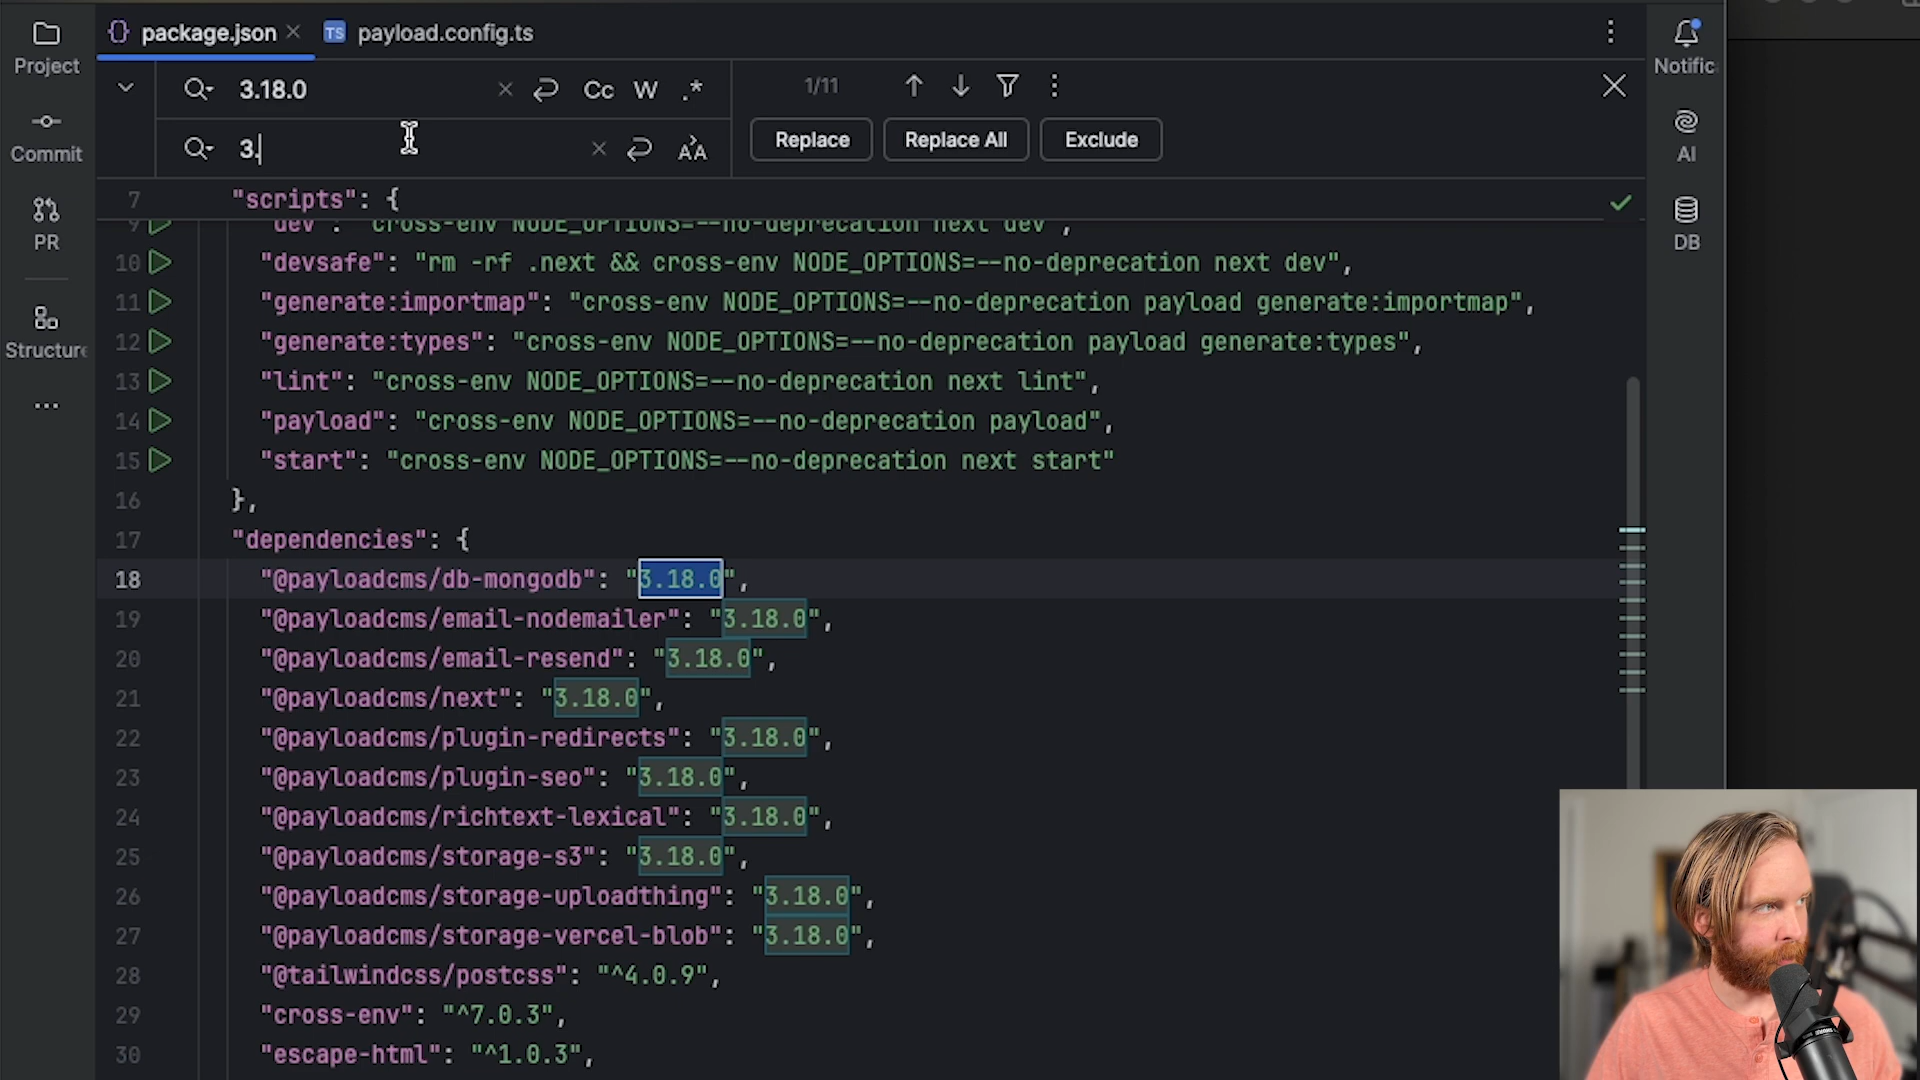 package.json
payload.config.ts
Project
Commit
PR
Structure
Notific
AI
DB
3.18.0
Cc W .*
1/11
3.
Replace
Replace All
Exclude
7 "scripts": {
9 "dev": "cross-env NODE_OPTIONS=--no-deprecation next dev",
10 "devsafe": "rm -rf .next && cross-env NODE_OPTIONS=--no-deprecation next dev",
11 "generate:importmap": "cross-env NODE_OPTIONS=--no-deprecation payload generate:importmap",
12 "generate:types": "cross-env NODE_OPTIONS=--no-deprecation payload generate:types",
13 "lint": "cross-env NODE_OPTIONS=--no-deprecation next lint",
14 "payload": "cross-env NODE_OPTIONS=--no-deprecation payload",
15 "start": "cross-env NODE_OPTIONS=--no-deprecation next start"
16 },
17 "dependencies": {
18 "@payloadcms/db-mongodb": "3.18.0",
19 "@payloadcms/email-nodemailer": "3.18.0",
20 "@payloadcms/email-resend": "3.18.0",
21 "@payloadcms/next": "3.18.0",
22 "@payloadcms/plugin-redirects": "3.18.0",
23 "@payloadcms/plugin-seo": "3.18.0",
24 "@payloadcms/richtext-lexical": "3.18.0",
25 "@payloadcms/storage-s3": "3.18.0",
26 "@payloadcms/storage-uploadthing": "3.18.0",
27 "@payloadcms/storage-vercel-blob": "3.18.0",
28 "@tailwindcss/postcss": "^4.0.9",
29 "cross-env": "^7.0.3",
30 "escape-html": "^1.0.3",